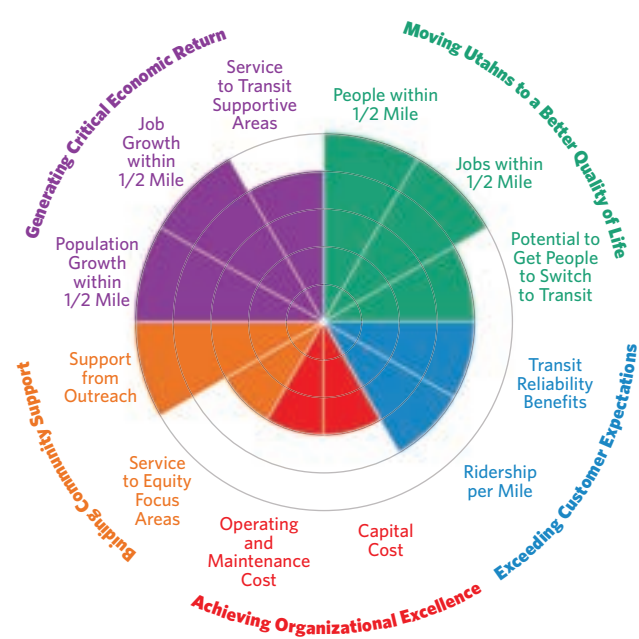 Generating Critical Economic Return
Moving Utahns to a Better Quality of Life
Service
to Transit
Supportive
Areas
People within
1/2 Mile
Job
Growth
within
1/2 Mile
Jobs within
1/2 Mile
Population
Growth
within
1/2 Mile
Potential to
Get People
to Switch
to Transit
Support
from
Outreach
Transit
Reliability
Benefits
Service
to Equity
Focus
Areas
Ridership
per Mile
Operating
and
Maintenance
Cost
Capital
Cost
Buiding Community Support
Exceeding Customer Expectations
Achieving Organizational Excellence